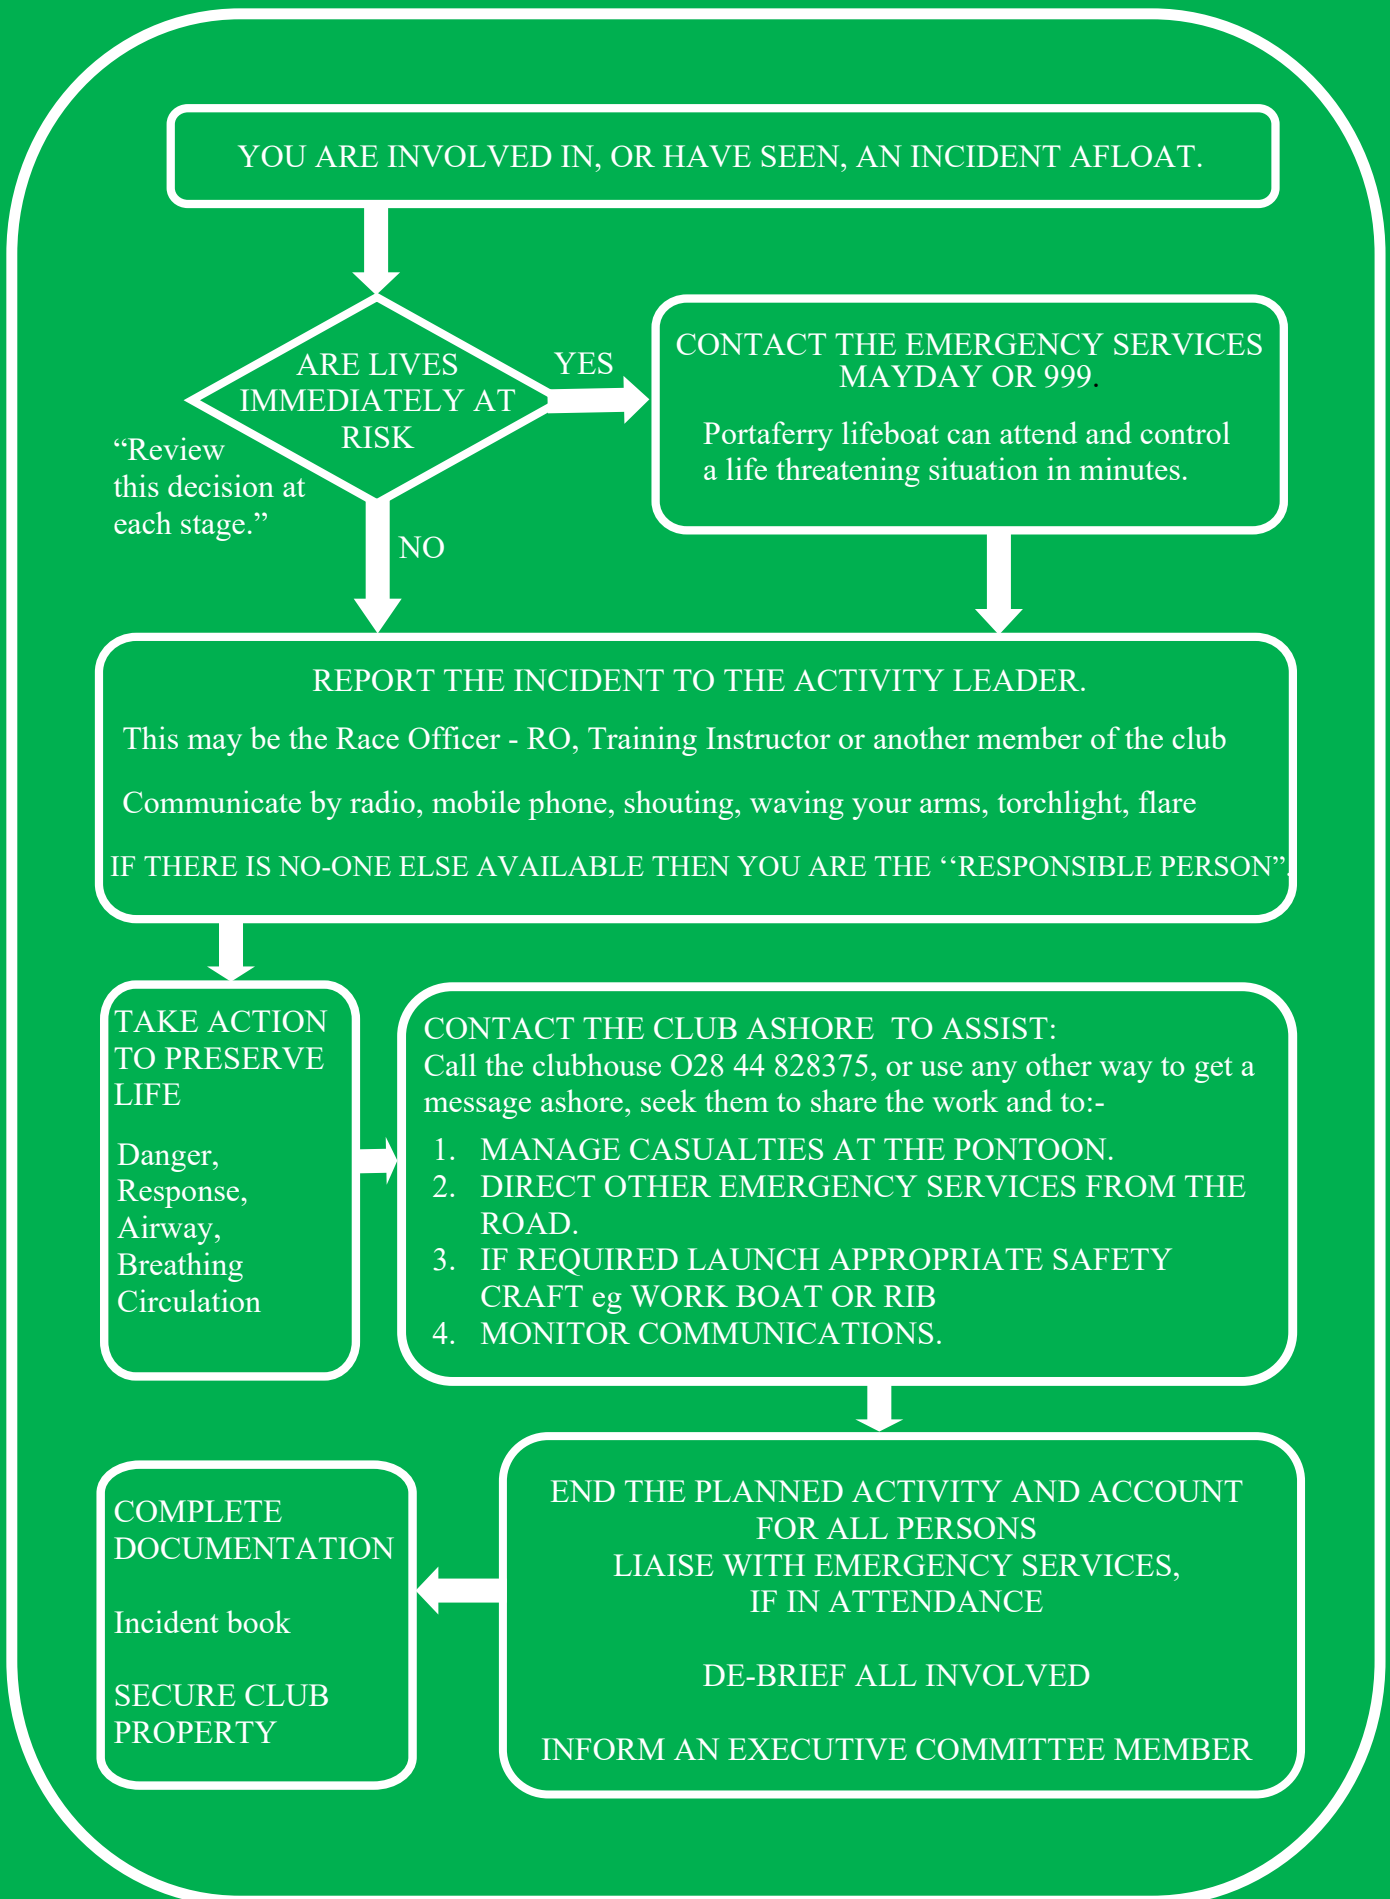 YOU ARE INVOLVED IN, OR HAVE SEEN, AN INCIDENT AFLOAT.
ARE LIVES
IMMEDIATELY AT
RISK
YES
CONTACT THE EMERGENCY SERVICES
MAYDAY OR 999.
Portaferry lifeboat can attend and control
a life threatening situation in minutes.
“Review
this decision at
each stage.”
NO
REPORT THE INCIDENT TO THE ACTIVITY LEADER.
This may be the Race Officer - RO, Training Instructor or another member of the club
Communicate by radio, mobile phone, shouting, waving your arms, torchlight, flare
IF THERE IS NO-ONE ELSE AVAILABLE THEN YOU ARE THE ‘‘RESPONSIBLE PERSON”.
TAKE ACTION
TO PRESERVE
LIFE
Danger,
Response,
Airway,
Breathing
Circulation
CONTACT THE CLUB ASHORE TO ASSIST:
Call the clubhouse O28 44 828375, or use any other way to get a
message ashore, seek them to share the work and to:-
1. MANAGE CASUALTIES AT THE PONTOON.
2. DIRECT OTHER EMERGENCY SERVICES FROM THE
ROAD.
3. IF REQUIRED LAUNCH APPROPRIATE SAFETY
CRAFT eg WORK BOAT OR RIB
4. MONITOR COMMUNICATIONS.
END THE PLANNED ACTIVITY AND ACCOUNT
FOR ALL PERSONS
LIAISE WITH EMERGENCY SERVICES,
IF IN ATTENDANCE
DE-BRIEF ALL INVOLVED
INFORM AN EXECUTIVE COMMITTEE MEMBER
COMPLETE
DOCUMENTATION
Incident book
SECURE CLUB
PROPERTY